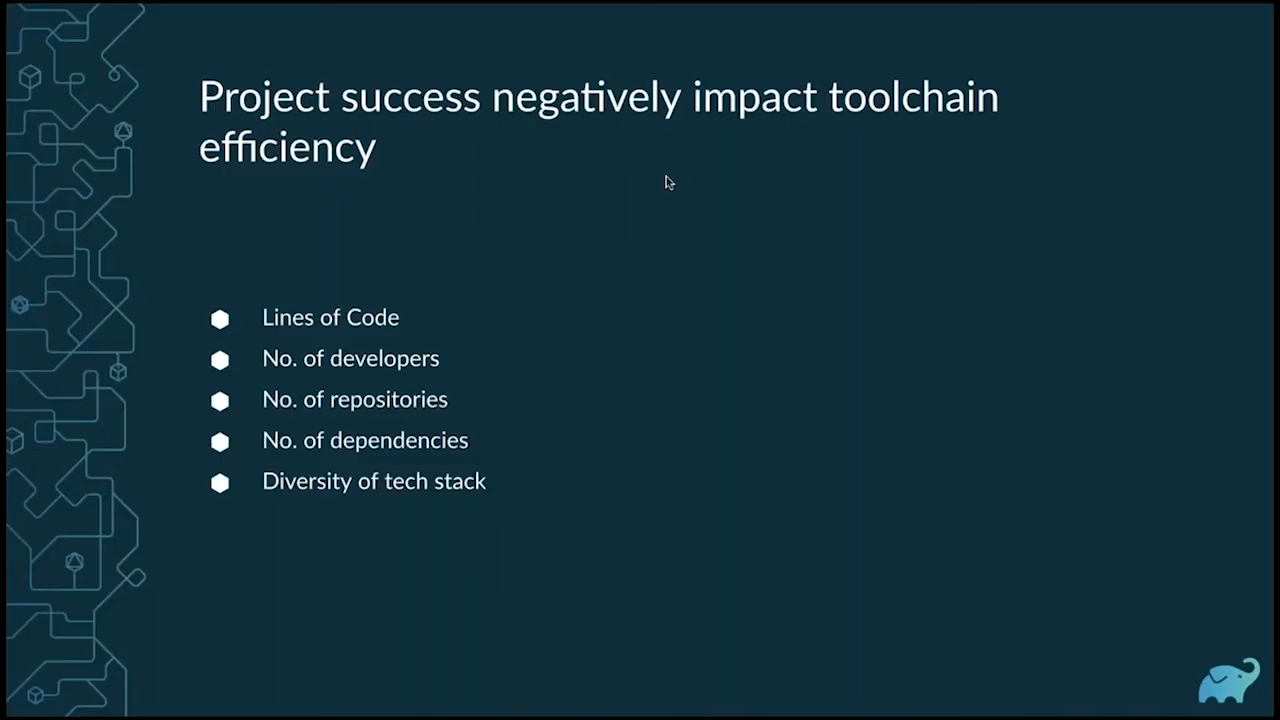 Project success negatively impact toolchain
efficiency
Lines of Code
No. of developers
No. of repositories
No. of dependencies
Diversity of tech stack